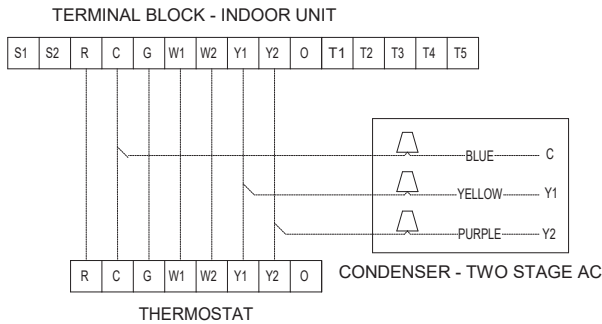 TERMINAL BLOCK - INDOOR UNIT
S1 S2 R C G W1 W2 Y1 Y2 O T1 T2 T3 T4 T5
BLUE C
YELLOW Y1
PURPLE Y2
R C G W1 W2 Y1 Y2 O
CONDENSER - TWO STAGE AC
THERMOSTAT